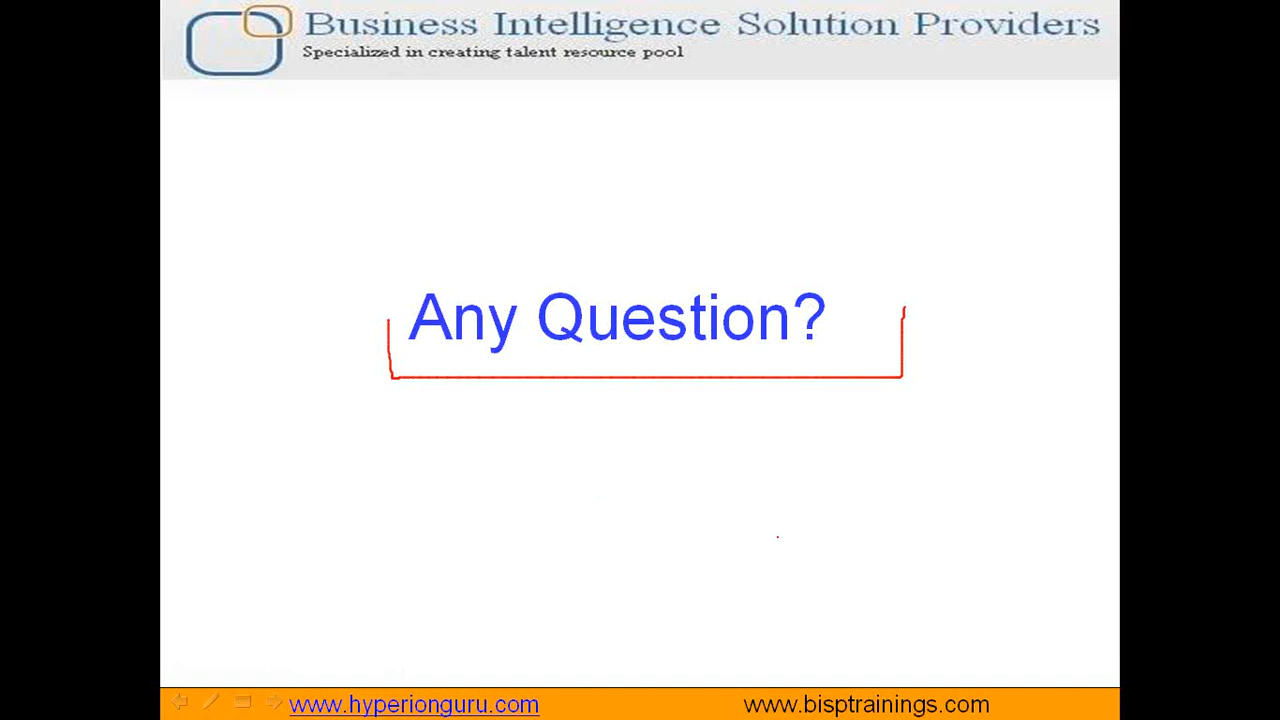 Business Intelligence Solution Providers
Specialized in creating talent resource pool
Any Question?
www.hyperionguru.com
www.bisptrainings.com